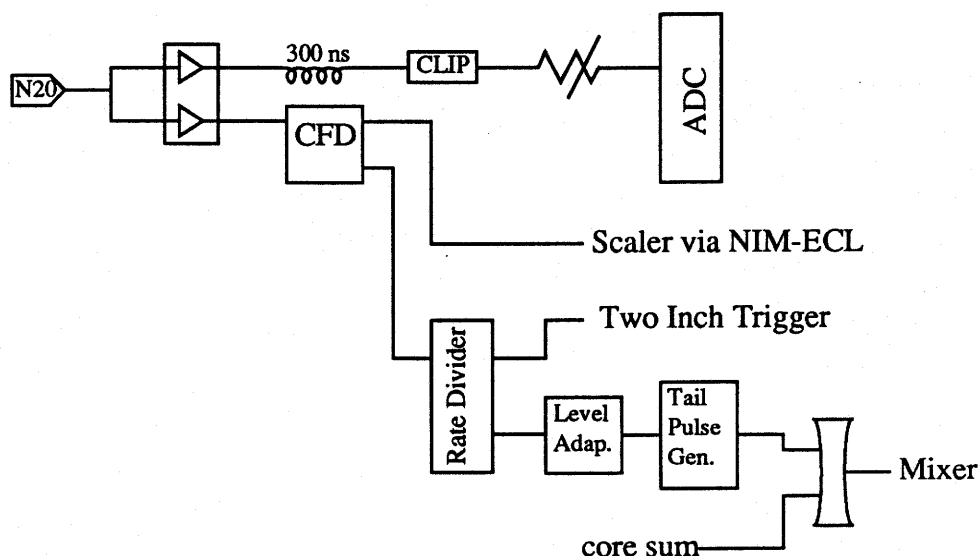 300 ns
N20
CLIP
ADC
CFD
Scaler via NIM-ECL
Two Inch Trigger
Rate Divider
Level
Adap.
Tail
Pulse
Gen.
Mixer
core sum